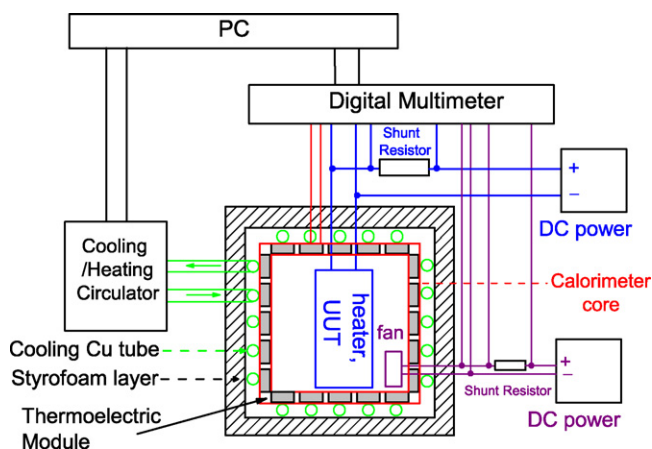 PC
Digital Multimeter
Shunt
Resistor
+
−
DC power
Cooling
/Heating
Circulator
Calorimeter
core
heater,
UUT
fan
Cooling Cu tube
Styrofoam layer
Thermoelectric
Module
+
−
Shunt Resistor
DC power